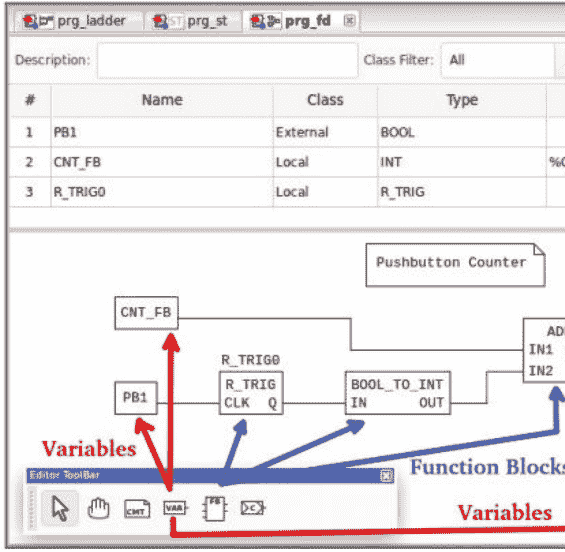 prg_ladder ST prg_st prg_fd
Description: Class Filter: All
# Name Class Type
1 PB1 External BOOL
2 CNT_FB Local INT
3 R_TRIG0 Local R_TRIG
Pushbutton Counter
CNT_FB
R_TRIG0
R_TRIG
CLK Q
BOOL_TO_INT
IN OUT
IN1
IN2
PB1
Variables
Function Blocks
Editor ToolBar
CMT VAR FB C
Variables